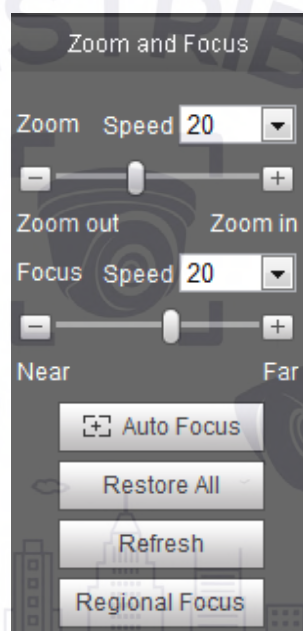 Zoom and Focus
Zoom Speed 20
Zoom out Zoom in
Focus Speed 20
Near Far
Auto Focus
Restore All
Refresh
Regional Focus